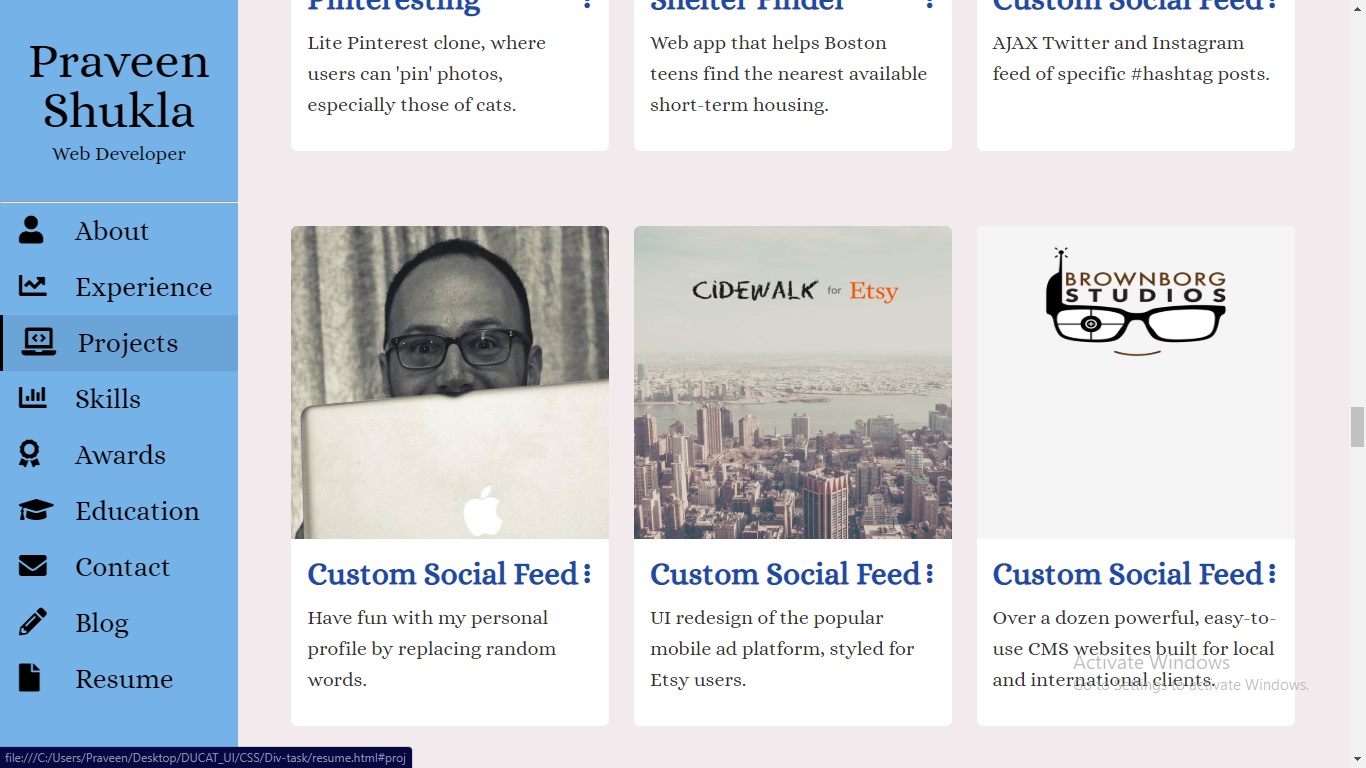 Praveen
Shukla
Web Developer
About
Experience
Projects
Skills
Awards
Education
Contact
Blog
Resume
Pinteresting
Lite Pinterest clone, where
users can 'pin' photos,
especially those of cats.
Shelter Finder
Web app that helps Boston
teens find the nearest available
short-term housing.
Custom Social Feed
AJAX Twitter and Instagram
feed of specific #hashtag posts.
Custom Social Feed
Have fun with my personal
profile by replacing random
words.
CiDEWALK for Etsy
Custom Social Feed
UI redesign of the popular
mobile ad platform, styled for
Etsy users.
BROWNBORG
STUDIOS
Custom Social Feed
Over a dozen powerful, easy-to-
use CMS websites built for local
and international clients.
Activate Windows
Go to Settings to activate Windows.
file:///C:/Users/Praveen/Desktop/DUCAT_UI/CSS/Div-task/resume.html#proj